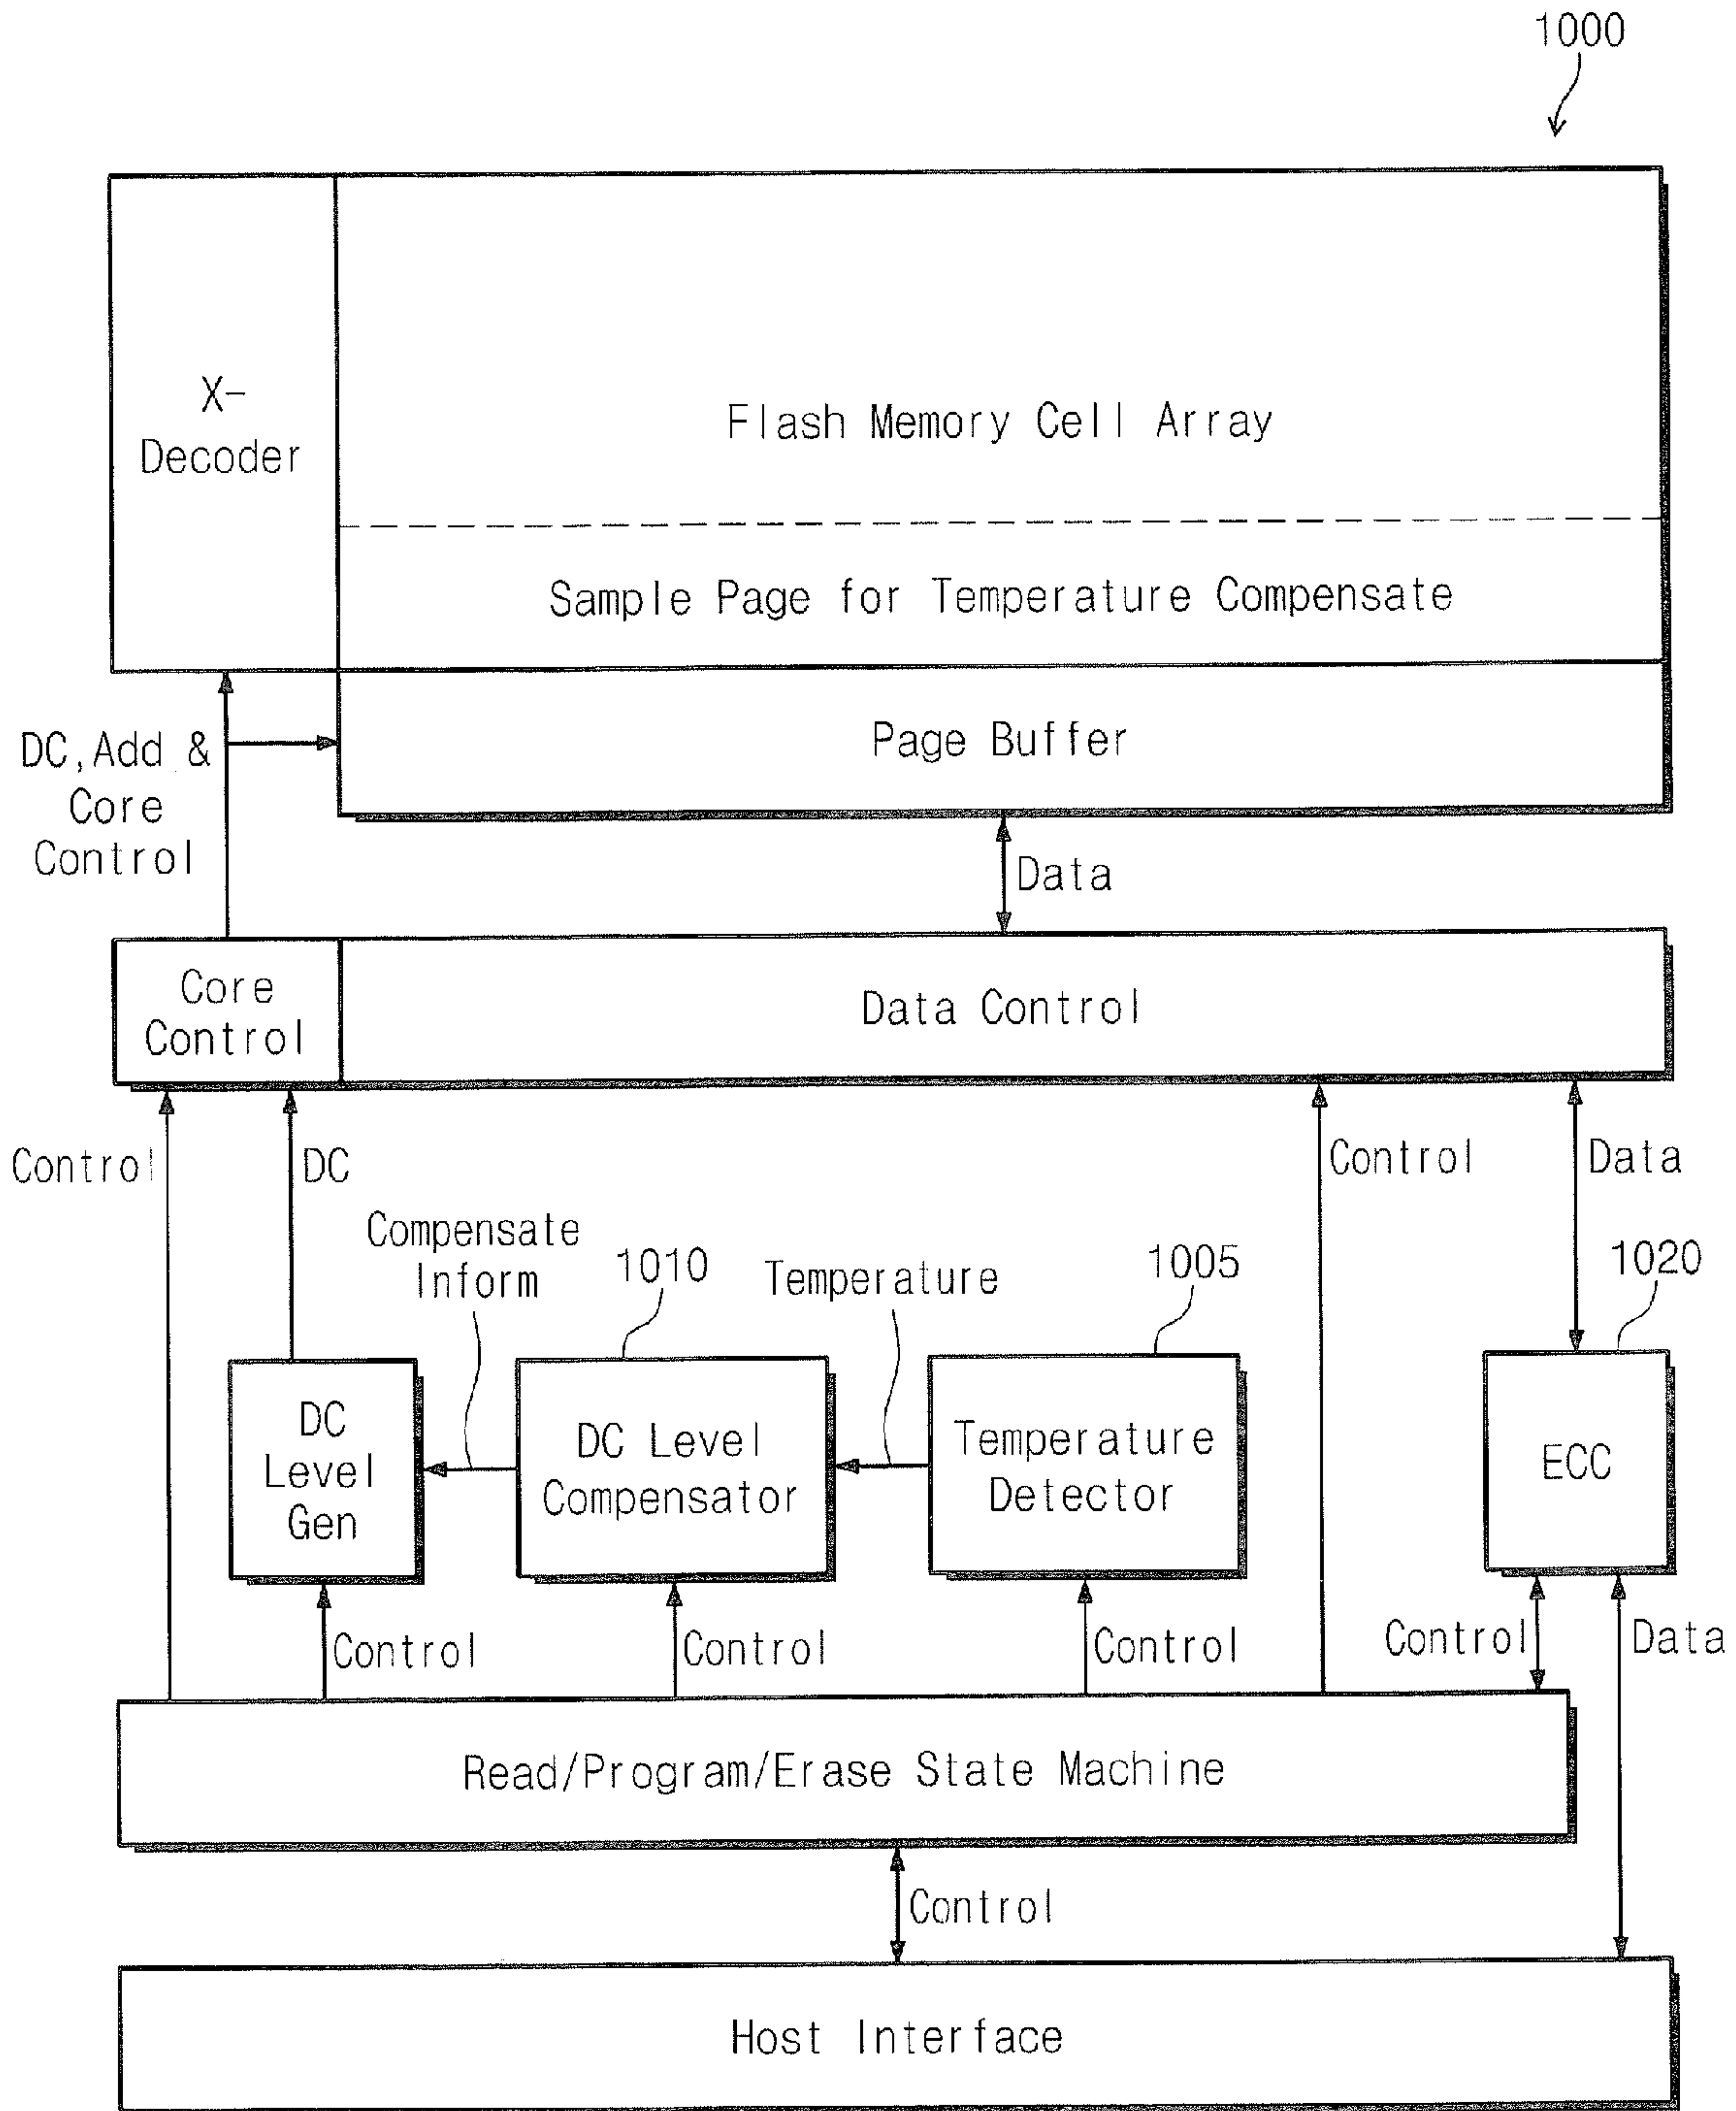 1000
X-
Decoder
Flash Memory Cell Array
Sample Page for Temperature Compensate
DC, Add &
Core
Control
Page Buffer
Data
Core
Control
Data Control
Control
DC
Control
Data
Compensate
Inform
1010
Temperature
1005
1020
DC
Level
Gen
DC Level
Compensator
Temperature
Detector
ECC
Control
Control
Control
Control
Data
Read/Program/Erase State Machine
Control
Host Interface